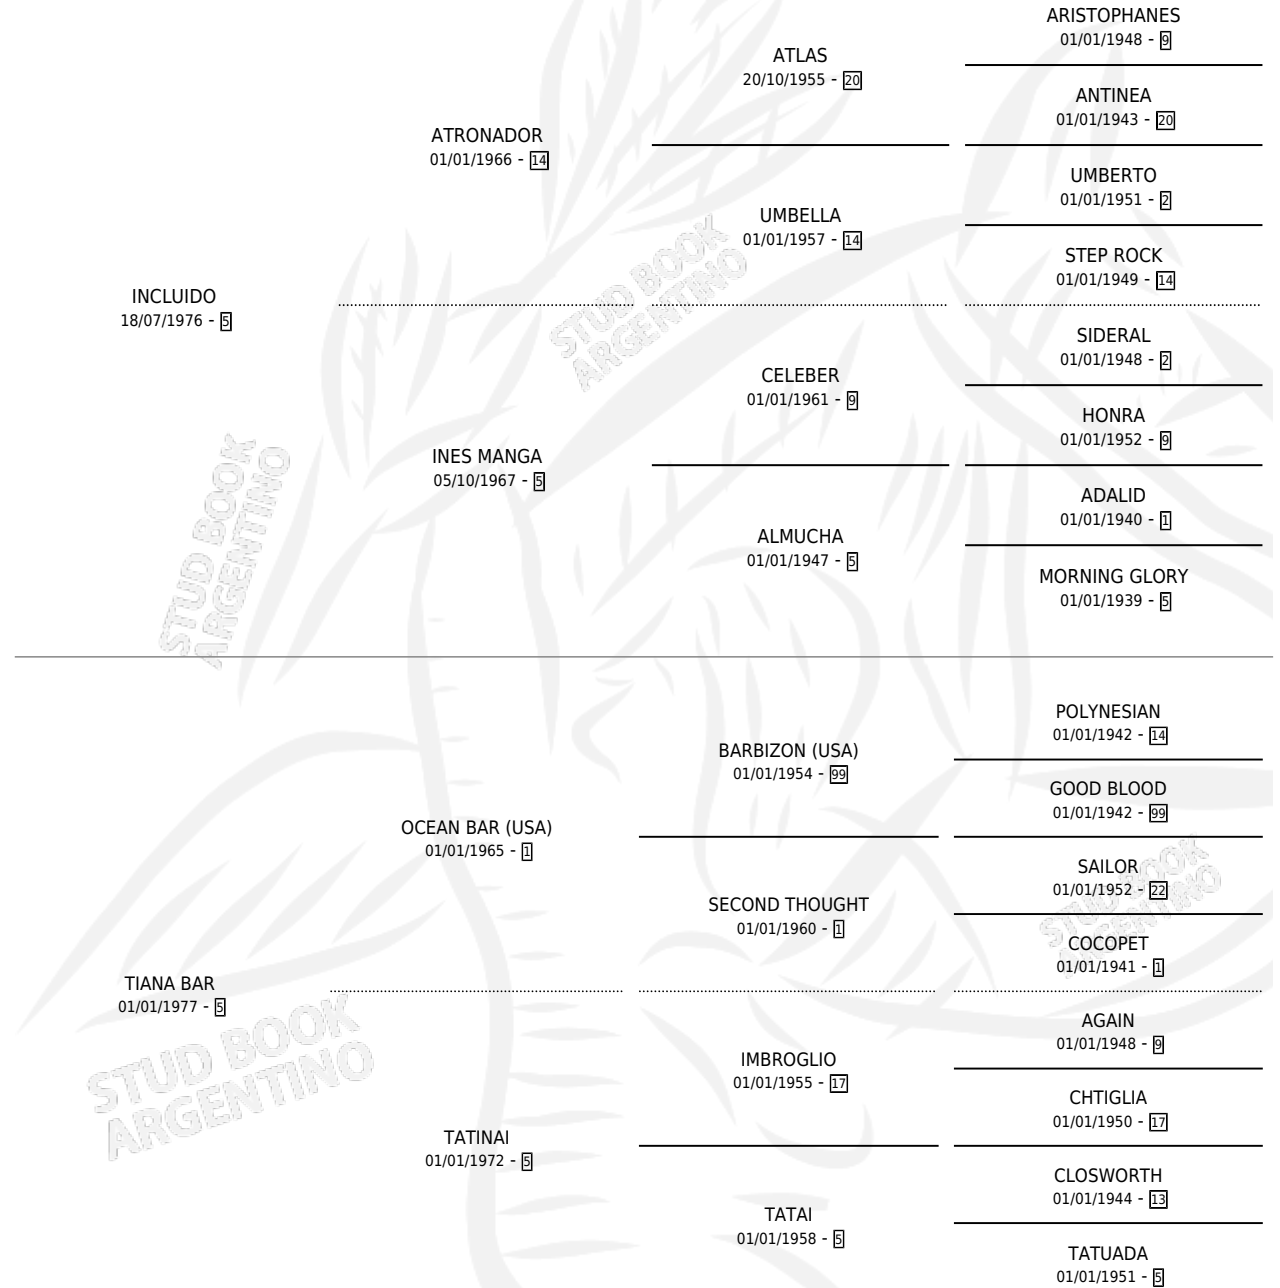 ARISTOPHANES
01/01/1948 - 9
ATLAS
20/10/1955 - 20
ANTINEA
01/01/1943 - 20
ATRONADOR
01/01/1966 - 14
UMBERTO
01/01/1951 - 2
UMBELLA
01/01/1957 - 14
STEP ROCK
01/01/1949 - 14
INCLUIDO
18/07/1976 - 5
SIDERAL
01/01/1948 - 2
CELEBER
01/01/1961 - 9
HONRA
01/01/1952 - 9
INES MANGA
05/10/1967 - 5
ADALID
01/01/1940 - 1
ALMUCHA
01/01/1947 - 5
MORNING GLORY
01/01/1939 - 5
STUD BOOK
ARGENTINO
STUD BOOK
ARGENTINO
POLYNESIAN
01/01/1942 - 14
BARBIZON (USA)
01/01/1954 - 99
GOOD BLOOD
01/01/1942 - 99
OCEAN BAR (USA)
01/01/1965 - 1
SAILOR
01/01/1952 - 22
SECOND THOUGHT
01/01/1960 - 1
COCOPET
01/01/1941 - 1
TIANA BAR
01/01/1977 - 5
AGAIN
01/01/1948 - 9
IMBROGLIO
01/01/1955 - 17
CHTIGLIA
01/01/1950 - 17
TATINAI
01/01/1972 - 5
CLOSWORTH
01/01/1944 - 13
TATAI
01/01/1958 - 5
TATUADA
01/01/1951 - 5
STUD BOOK
ARGENTINO
STUD BOOK
ARGENTINO